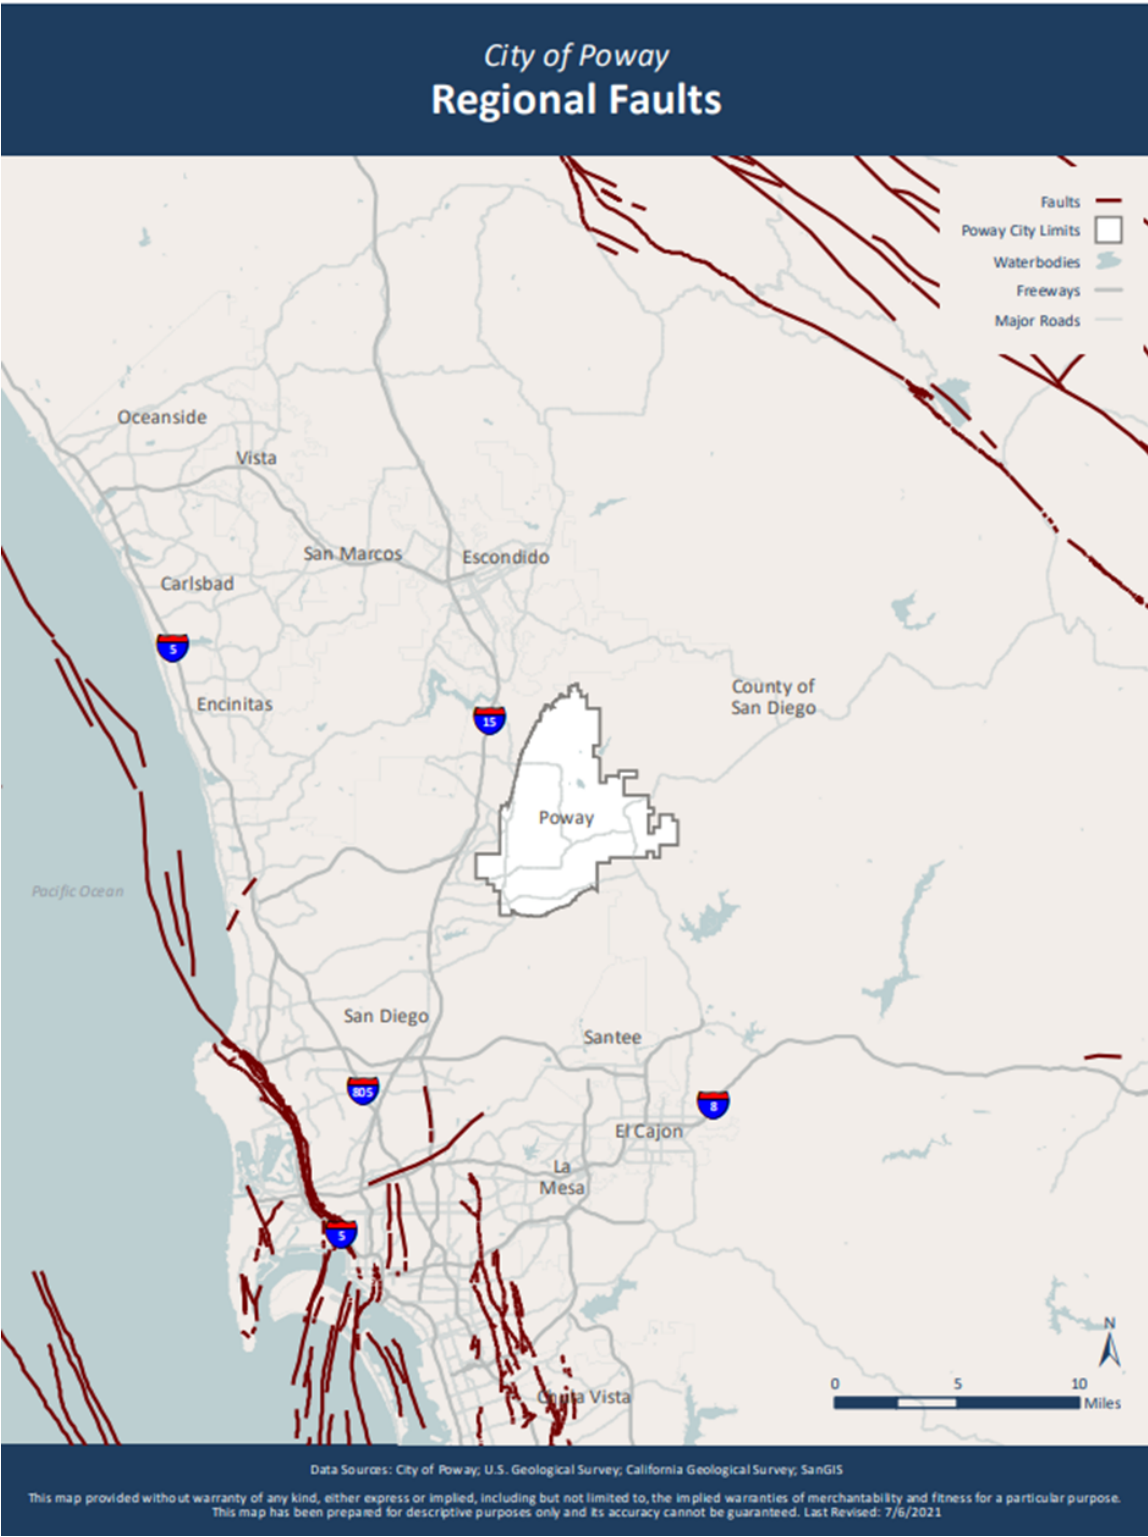 City of Poway
Regional Faults
Faults
Poway City Limits
Waterbodies
Freeways
Major Roads
Oceanside
Vista
San Marcos
Escondido
Carlsbad
5
Encinitas
County of
San Diego
15
Poway
Pacific Ocean
San Diego
Santee
805
8
El Cajon
La
Mesa
5
N
0 5 10
Miles
Chula Vista
Data Sources: City of Poway; U.S. Geological Survey; California Geological Survey; SanGIS
This map provided without warranty of any kind, either express or implied, including but not limited to, the implied warranties of merchantability and fitness for a particular purpose.
This map has been prepared for descriptive purposes only and its accuracy cannot be guaranteed. Last Revised: 7/6/2021